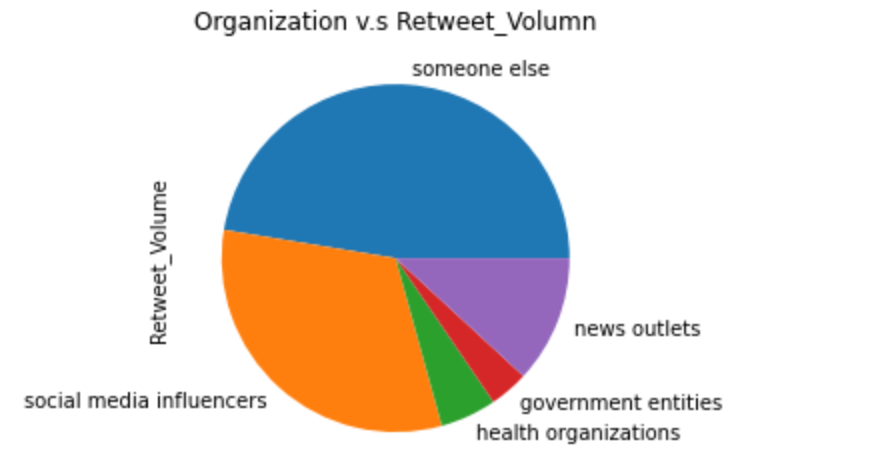 Organization v.s Retweet_Volumn
someone else
Retweet_Volume
news outlets
social media influencers
government entities
health organizations